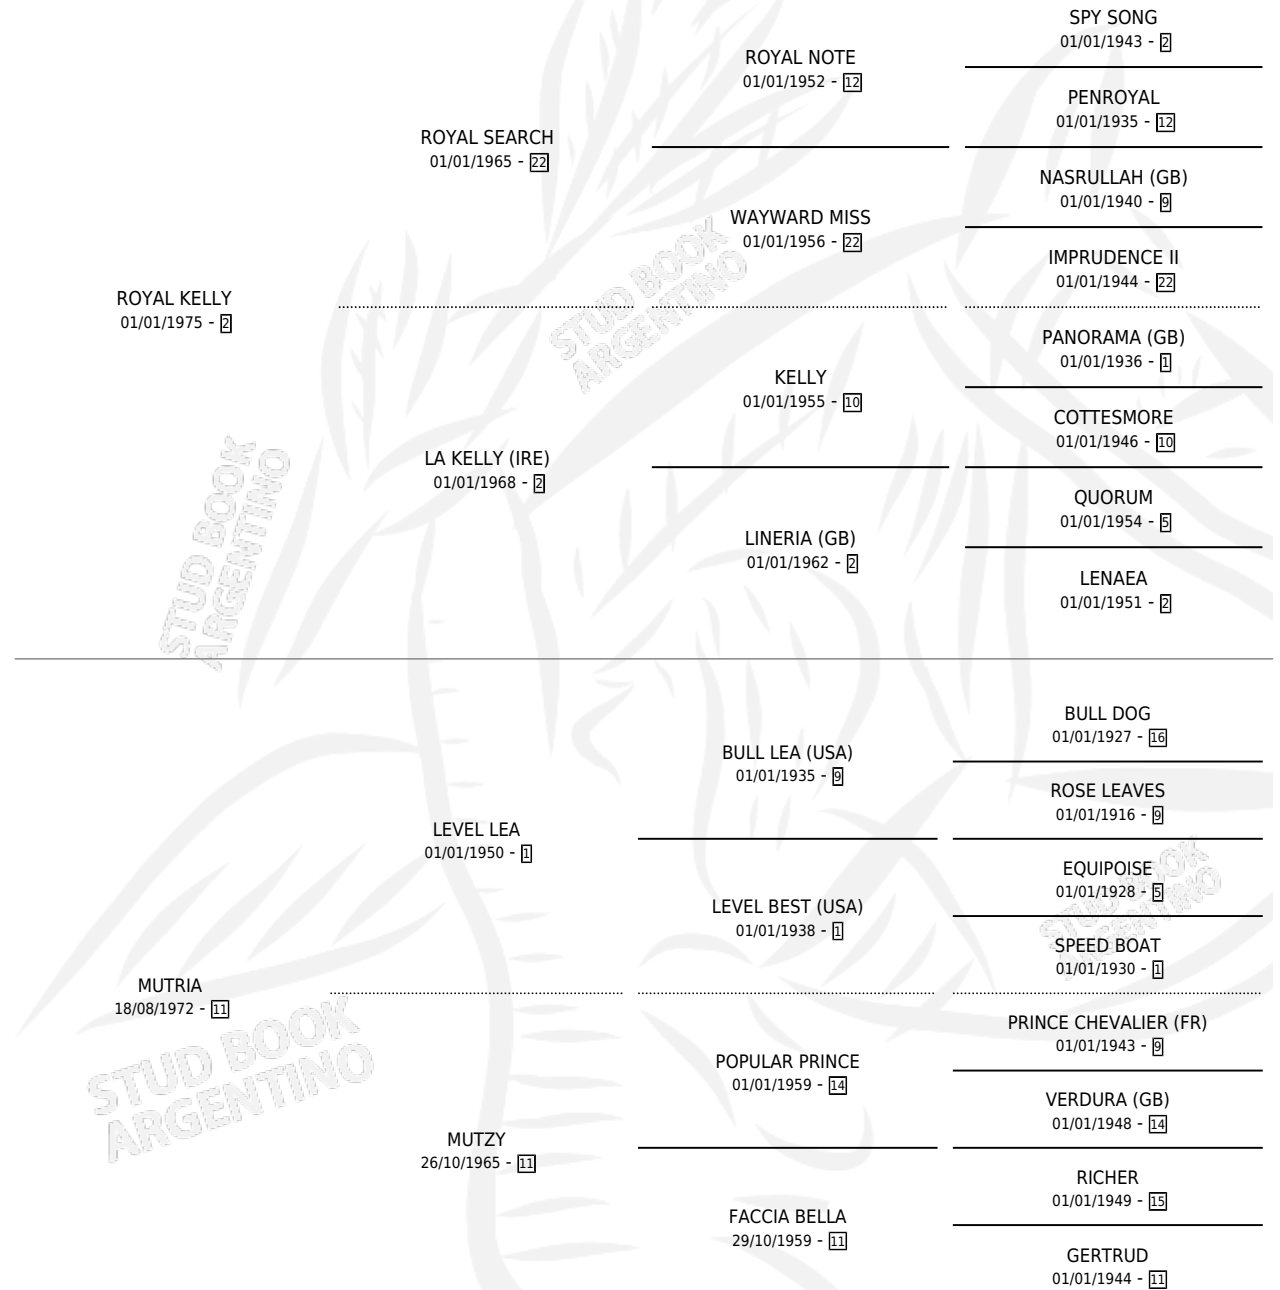 SPY SONG
01/01/1943 - 2
ROYAL NOTE
01/01/1952 - 12
PENROYAL
01/01/1935 - 12
ROYAL SEARCH
01/01/1965 - 22
NASRULLAH (GB)
01/01/1940 - 9
WAYWARD MISS
01/01/1956 - 22
IMPRUDENCE II
01/01/1944 - 22
ROYAL KELLY
01/01/1975 - 2
PANORAMA (GB)
01/01/1936 - 1
KELLY
01/01/1955 - 10
COTTESMORE
01/01/1946 - 10
LA KELLY (IRE)
01/01/1968 - 2
QUORUM
01/01/1954 - 5
LINERIA (GB)
01/01/1962 - 2
LENAEA
01/01/1951 - 2
BULL DOG
01/01/1927 - 16
BULL LEA (USA)
01/01/1935 - 9
ROSE LEAVES
01/01/1916 - 9
LEVEL LEA
01/01/1950 - 1
EQUIPOISE
01/01/1928 - 5
LEVEL BEST (USA)
01/01/1938 - 1
SPEED BOAT
01/01/1930 - 1
MUTRIA
18/08/1972 - 11
PRINCE CHEVALIER (FR)
01/01/1943 - 9
POPULAR PRINCE
01/01/1959 - 14
VERDURA (GB)
01/01/1948 - 14
MUTZY
26/10/1965 - 11
RICHER
01/01/1949 - 15
FACCIA BELLA
29/10/1959 - 11
GERTRUD
01/01/1944 - 11
STUD BOOK
ARGENTINO
STUD BOOK
ARGENTINO
STUD BOOK
ARGENTINO
STUD BOOK
ARGENTINO